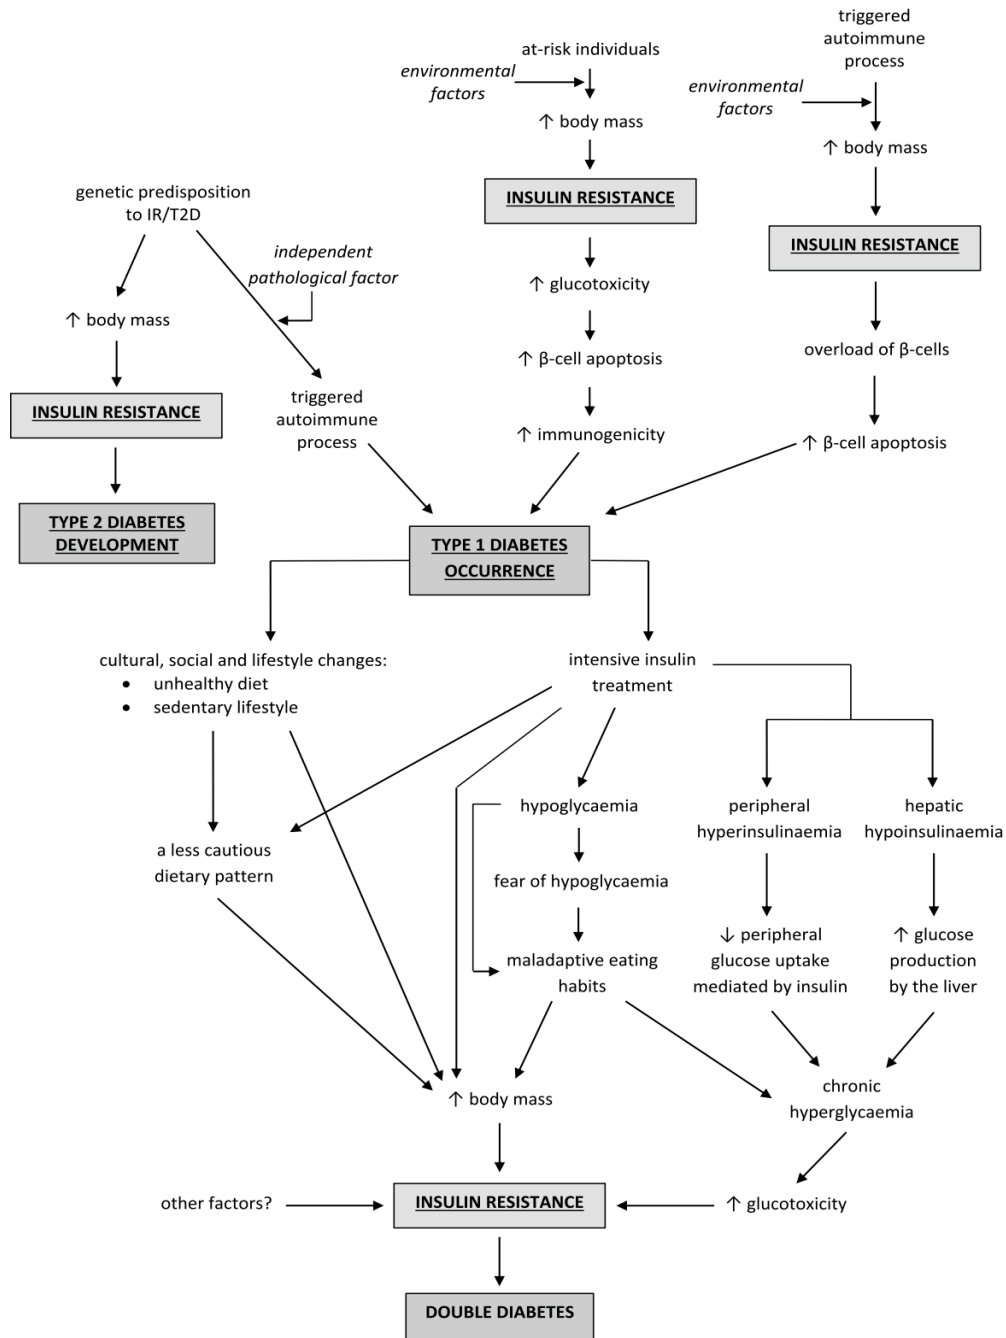 triggered
autoimmune
process
at-risk individuals
environmental
factors
environmental
factors
↑ body mass
↑ body mass
genetic predisposition
to IR/T2D
INSULIN RESISTANCE
INSULIN RESISTANCE
independent
pathological factor
↑ glucotoxicity
↑ body mass
overload of β-cells
↑ β-cell apoptosis
INSULIN RESISTANCE
triggered
autoimmune
process
↑ immunogenicity
↑ β-cell apoptosis
TYPE 2 DIABETES
DEVELOPMENT
TYPE 1 DIABETES
OCCURRENCE
cultural, social and lifestyle changes:
• unhealthy diet
• sedentary lifestyle
intensive insulin
treatment
hypoglycaemia
peripheral
hyperinsulinaemia
hepatic
hypoinsulinaemia
a less cautious
dietary pattern
fear of hypoglycaemia
maladaptive eating
habits
↓ peripheral
glucose uptake
mediated by insulin
↑ glucose
production
by the liver
↑ body mass
chronic
hyperglycaemia
other factors?
INSULIN RESISTANCE
↑ glucotoxicity
DOUBLE DIABETES